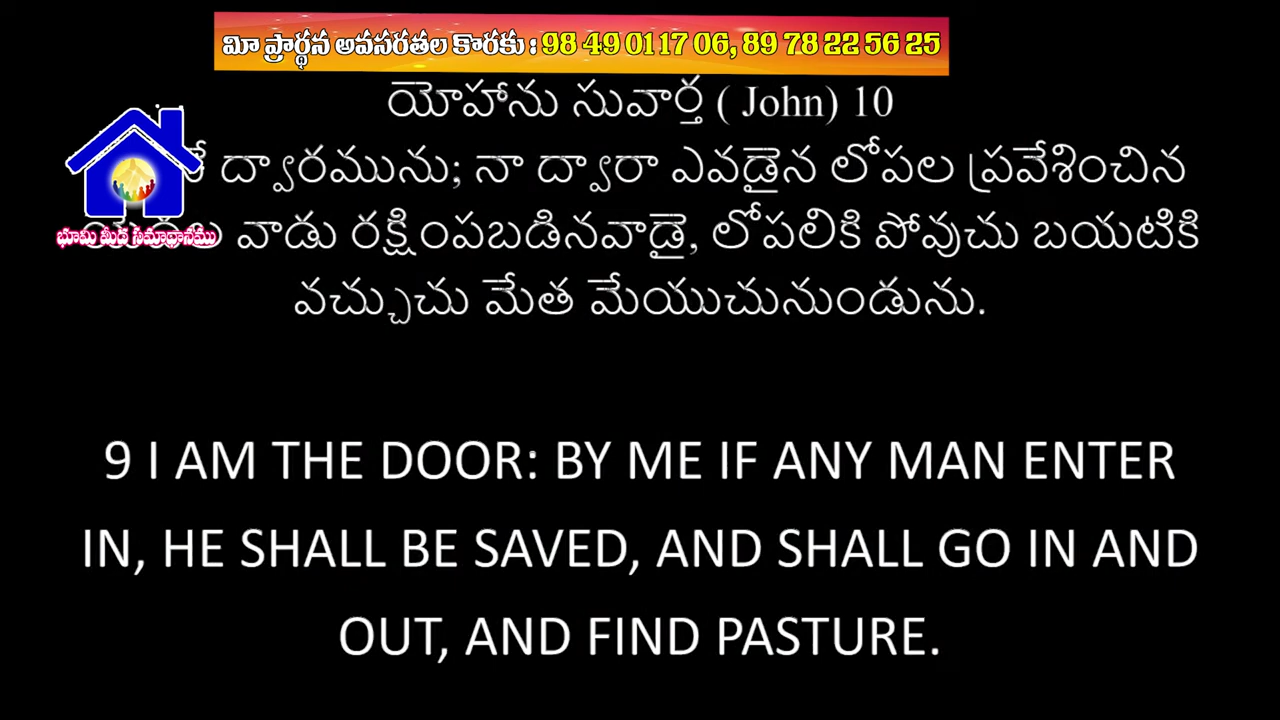 మీ ప్రార్థన అవసరతల కొరకు : 98 49 01 17 06, 89 78 22 56 25
యోహాను సువార్త ( John) 10
ద్వారమును; నా ద్వారా ఎవడైన లోపల ప్రవేశించిన
వాడు రక్షింపబడినవాడై, లోపలికి పోవుచు బయటికి
భూమి మీద సమాధానము
వచ్చుచు మేత మేయుచునుండును.
9 I AM THE DOOR: BY ME IF ANY MAN ENTER
IN, HE SHALL BE SAVED, AND SHALL GO IN AND
OUT, AND FIND PASTURE.